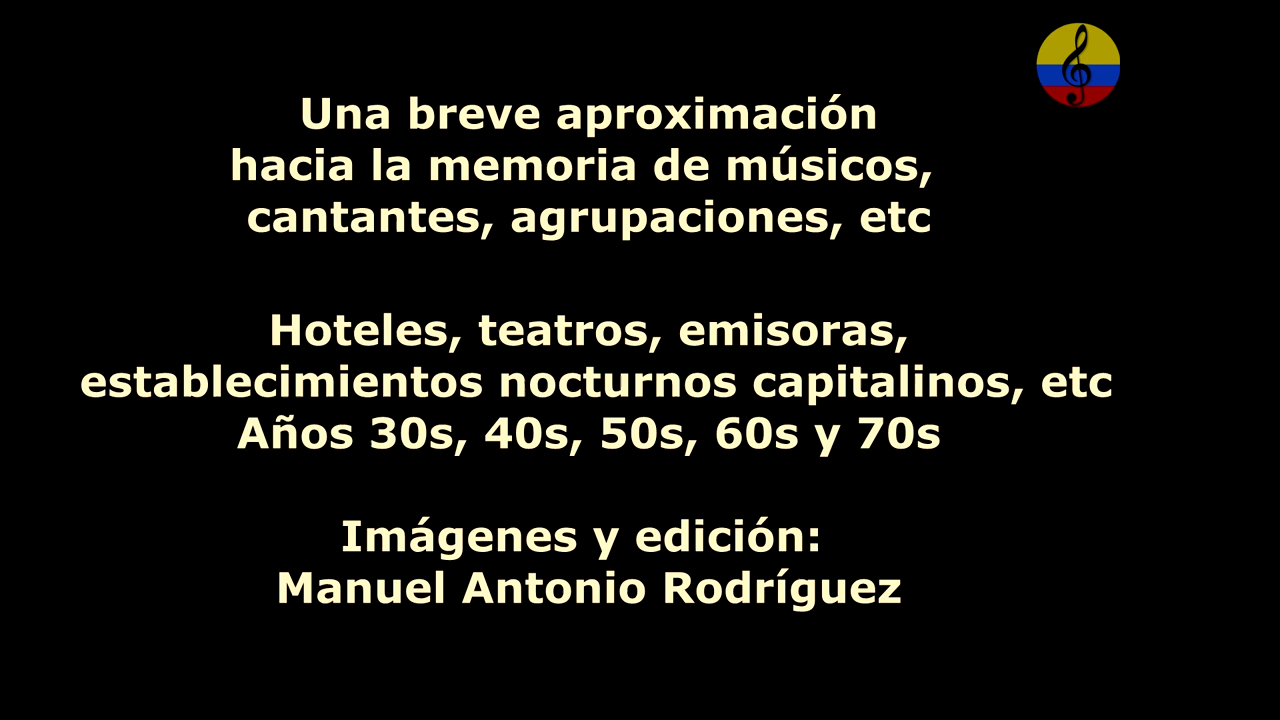 Una breve aproximación
hacia la memoria de músicos,
cantantes, agrupaciones, etc
Hoteles, teatros, emisoras,
establecimientos nocturnos capitalinos, etc
Años 30s, 40s, 50s, 60s y 70s
Imágenes y edición:
Manuel Antonio Rodríguez